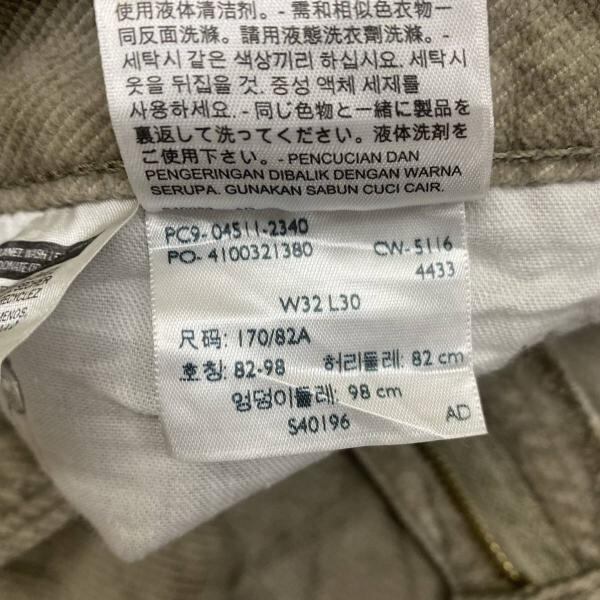 使用液体清洁剂。- 需和相似色衣物一
同反面洗滌。請用液態洗衣劑洗滌。-
세탁시 같은 색상끼리 하십시요. 세탁시
옷을 뒤집을 것. 중성 액체 세제를
사용하세요. - 同じ色物と一緒に製品を
裏返して洗ってください。液体洗剤を
ご使用下さい。- PENCUCIAN DAN
PENGERINGAN DIBALIK DENGAN WARNA
SERUPA. GUNAKAN SABUN CUCI CAIR.
PC9- 04511-2340
PO- 4100321380 CW- 5116
4433
W32 L30
尺码: 170/82A
호칭: 82-98 허리둘레: 82 cm
엉덩이둘레: 98 cm
S40196 AD